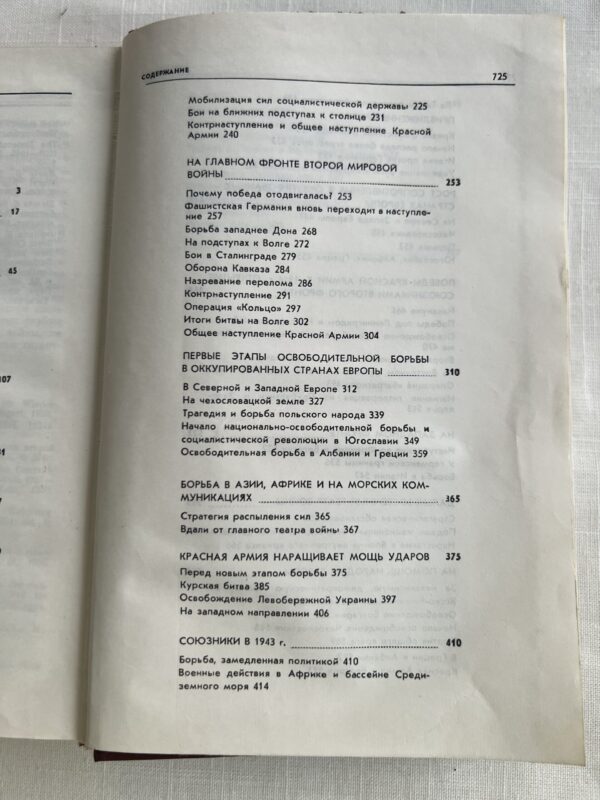 3
17
45
107
СОДЕРЖАНИЕ 725
Мобилизация сил социалистической державы 225
Бои на ближних подступах к столице 231
Контрнаступление и общее наступление Красной
Армии 240
НА ГЛАВНОМ ФРОНТЕ ВТОРОЙ МИРОВОЙ
ВОЙНЫ 253
Почему победа отодвигалась? 253
Фашистская Германия вновь переходит в наступле-
ние 257
Борьба западнее Дона 268
На подступах к Волге 272
Бои в Сталинграде 279
Оборона Кавказа 284
Назревание перелома 286
Контрнаступление 291
Операция «Кольцо» 297
Итоги битвы на Волге 302
Общее наступление Красной Армии 304
ПЕРВЫЕ ЭТАПЫ ОСВОБОДИТЕЛЬНОЙ БОРЬБЫ
В ОККУПИРОВАННЫХ СТРАНАХ ЕВРОПЫ 310
В Северной и Западной Европе 312
На чехословацкой земле 327
Трагедия и борьба польского народа 339
Начало национально-освободительной борьбы и
социалистической революции в Югославии 349
Освободительная борьба в Албании и Греции 359
БОРЬБА В АЗИИ, АФРИКЕ И НА МОРСКИХ КОМ-
МУНИКАЦИЯХ 365
Стратегия распыления сил 365
Вдали от главного театра войны 367
КРАСНАЯ АРМИЯ НАРАЩИВАЕТ МОЩЬ УДАРОВ 375
Перед новым этапом борьбы 375
Курская битва 385
Освобождение Левобережной Украины 397
На западном направлении 406
СОЮЗНИКИ В 1943 г. 410
Борьба, замедленная политикой 410
Военные действия в Африке и бассейне Среди-
земного моря 414